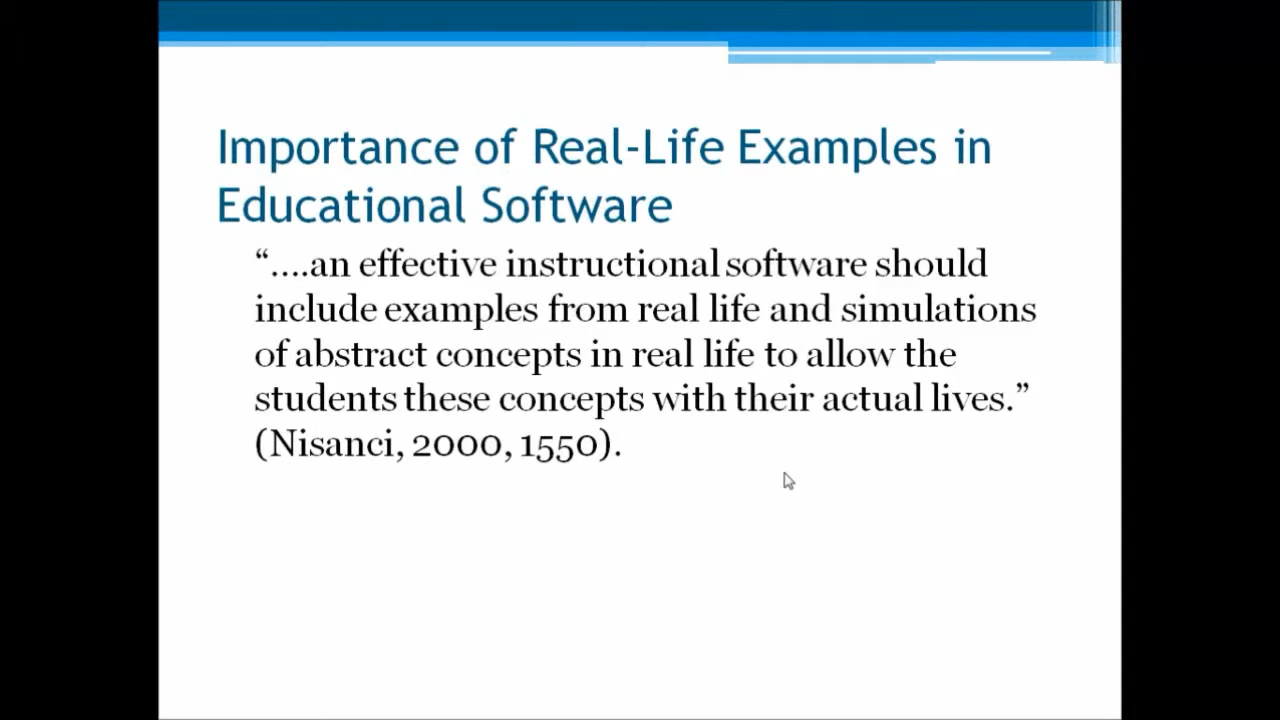 Importance of Real-Life Examples in
Educational Software
“….an effective instructional software should
include examples from real life and simulations
of abstract concepts in real life to allow the
students these concepts with their actual lives.”
(Nisanci, 2000, 1550).